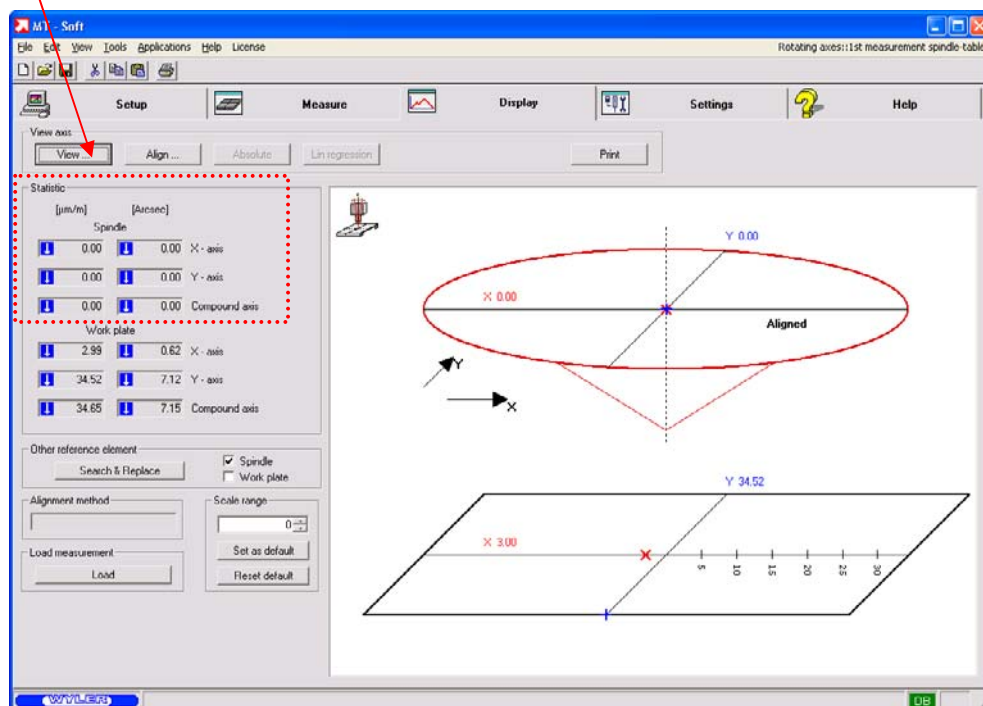 MT - Soft
File Edit View Tools Applications Help License
Rotating axes::1st measurement spindle-table
Setup Measure Display Settings Help
View axis
View ... Align ... Absolute Lin regression Print
Statistic
[µm/m] [Arcsec]
Spindle
0.00 0.00 X - axis
0.00 0.00 Y - axis
0.00 0.00 Compound axis
Work plate
2.99 0.62 X - axis
34.52 7.12 Y - axis
34.65 7.15 Compound axis
Other reference element
Search & Replace
Spindle
Work plate
Alignment method
Scale range
0
Set as default
Reset default
Load measurement
Load
Y 0.00
X 0.00
Aligned
Y
X
Y 34.52
X 3.00
5 10 15 20 25 30
WYLER
DB